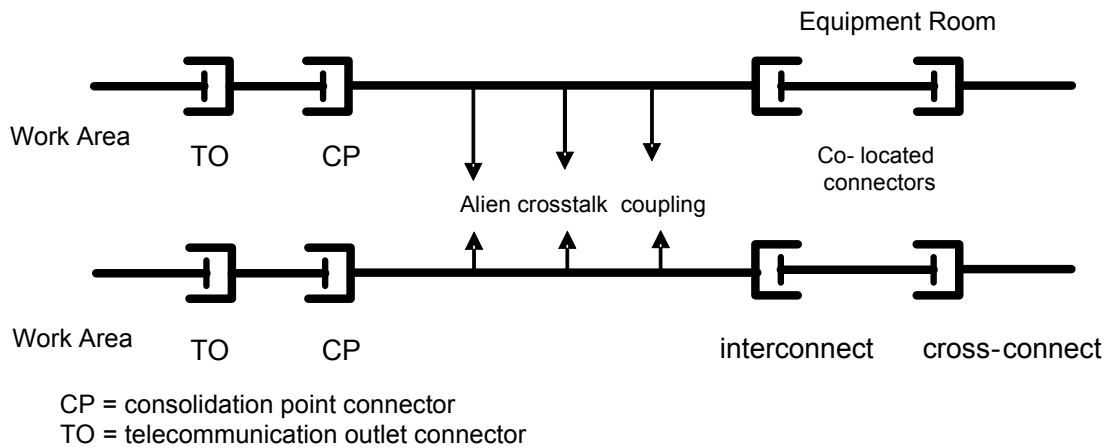 Equipment Room
Work Area
TO
CP
Co- located
connectors
Alien crosstalk coupling
Work Area
TO
CP
interconnect
cross-connect
CP = consolidation point connector
TO = telecommunication outlet connector